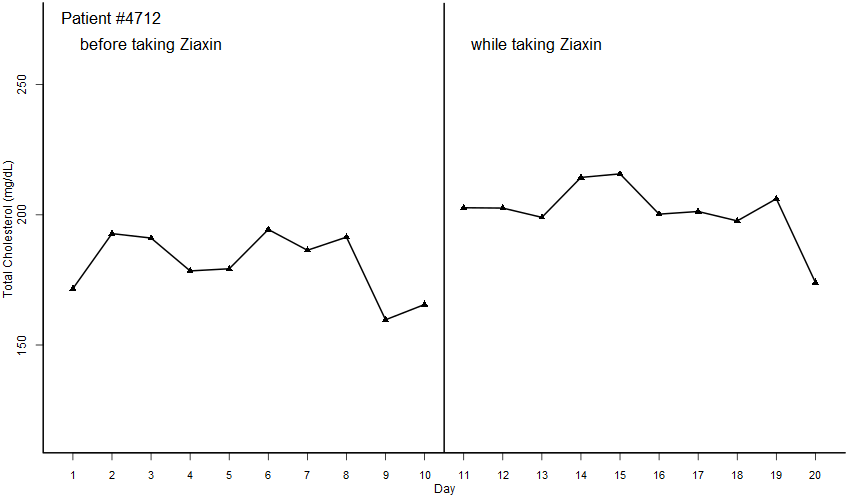 Patient #4712
before taking Ziaxin
while taking Ziaxin
Total Cholesterol (mg/dL)
250
200
150
1 2 3 4 5 6 7 8 9 10 11 12 13 14 15 16 17 18 19 20
Day